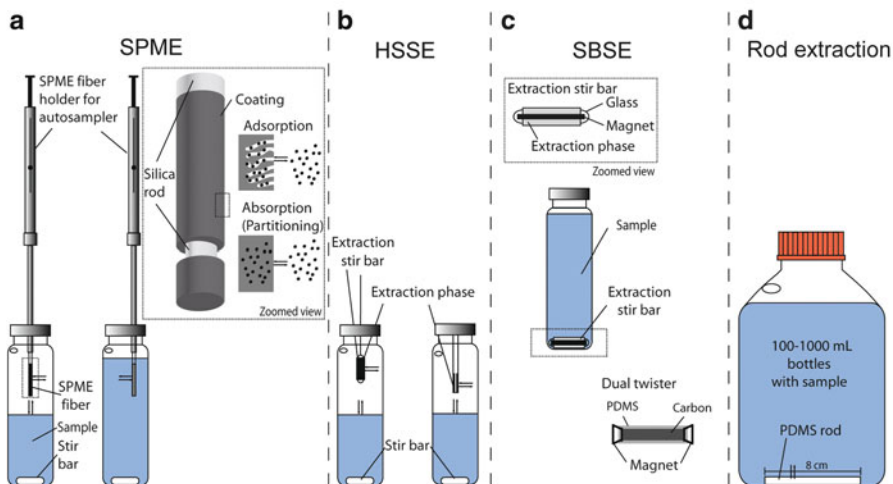 a
SPME
SPME fiber
holder for
autosampler
Coating
Adsorption
Silica
rod
Absorption
(Partitioning)
Zoomed view
SPME
fiber
Sample
Stir
bar
b
HSSE
Extraction
stir bar
Extraction phase
Stir bar
c
SBSE
Extraction stir bar
Glass
Magnet
Extraction phase
Zoomed view
Sample
Extraction
stir bar
Dual twister
PDMS
Carbon
Magnet
d
Rod extraction
100-1000 mL
bottles
with sample
PDMS rod
8 cm